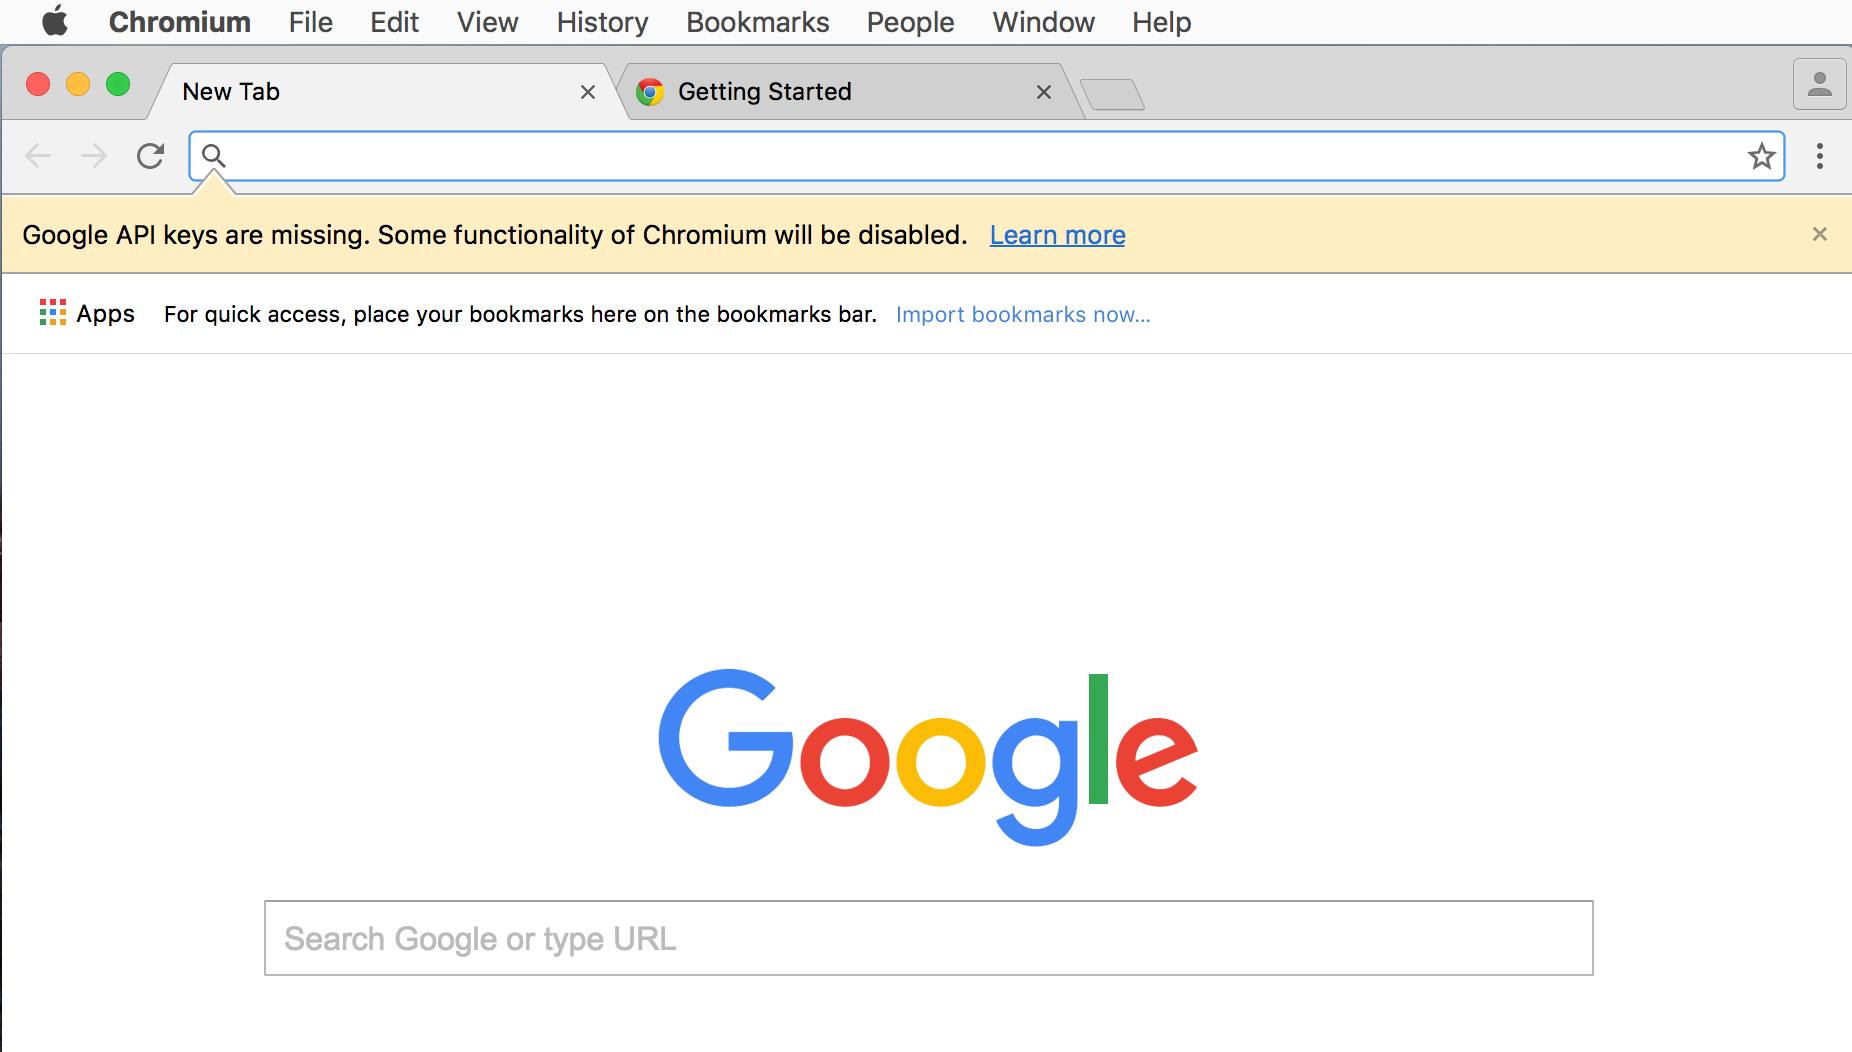 Chromium File Edit View History Bookmarks People Window Help
New Tab Getting Started
Google API keys are missing. Some functionality of Chromium will be disabled. Learn more
Apps For quick access, place your bookmarks here on the bookmarks bar. Import bookmarks now...
Google
Search Google or type URL